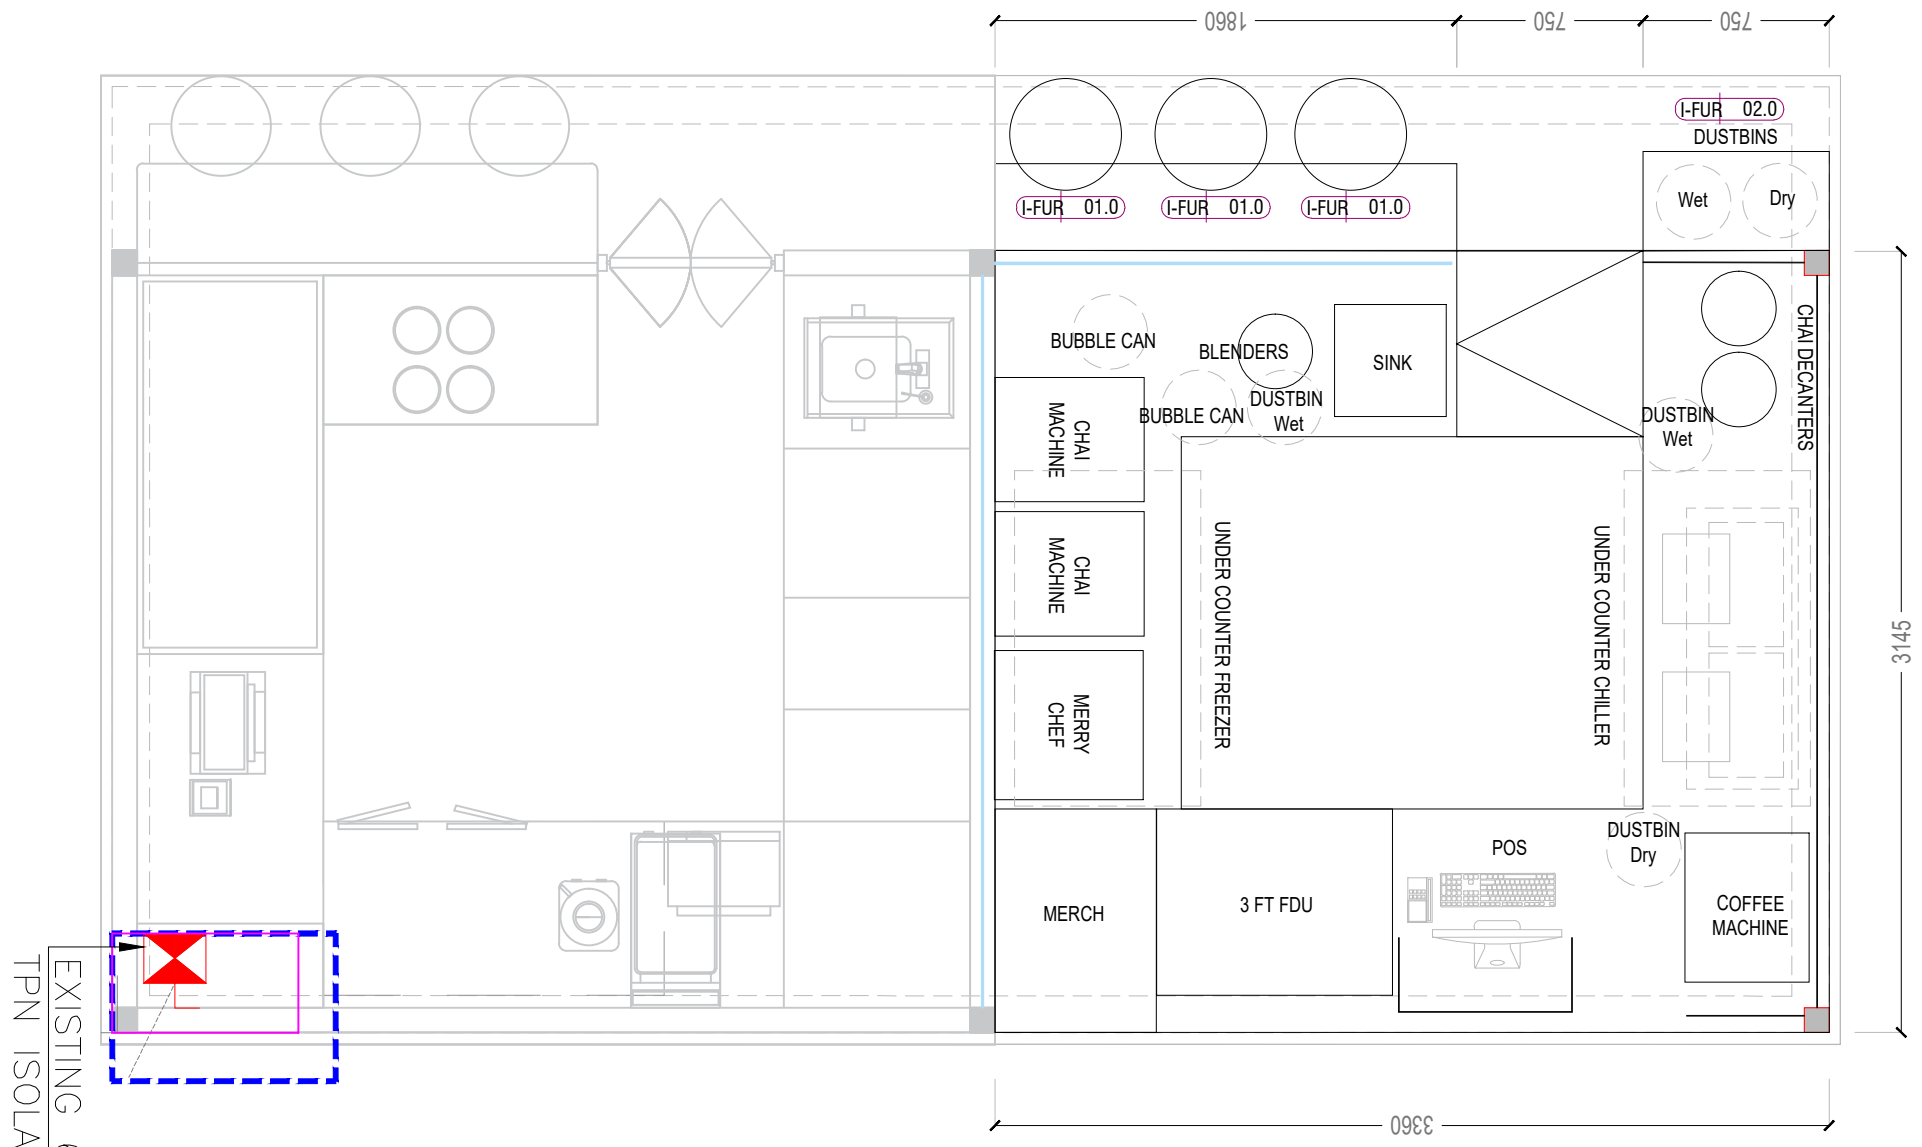 1860
750
750
I-FUR 02.0
DUSTBINS
Wet
Dry
I-FUR 01.0
I-FUR 01.0
I-FUR 01.0
BUBBLE CAN
BLENDERS
SINK
CHAI DECANTERS
BUBBLE CAN
DUSTBIN
Wet
DUSTBIN
Wet
CHAI
MACHINE
CHAI
MACHINE
MERRY
CHEF
UNDER COUNTER FREEZER
UNDER COUNTER CHILLER
3145
MERCH
3 FT FDU
POS
DUSTBIN
Dry
COFFEE
MACHINE
EXISTING
TPN ISOLA
3360